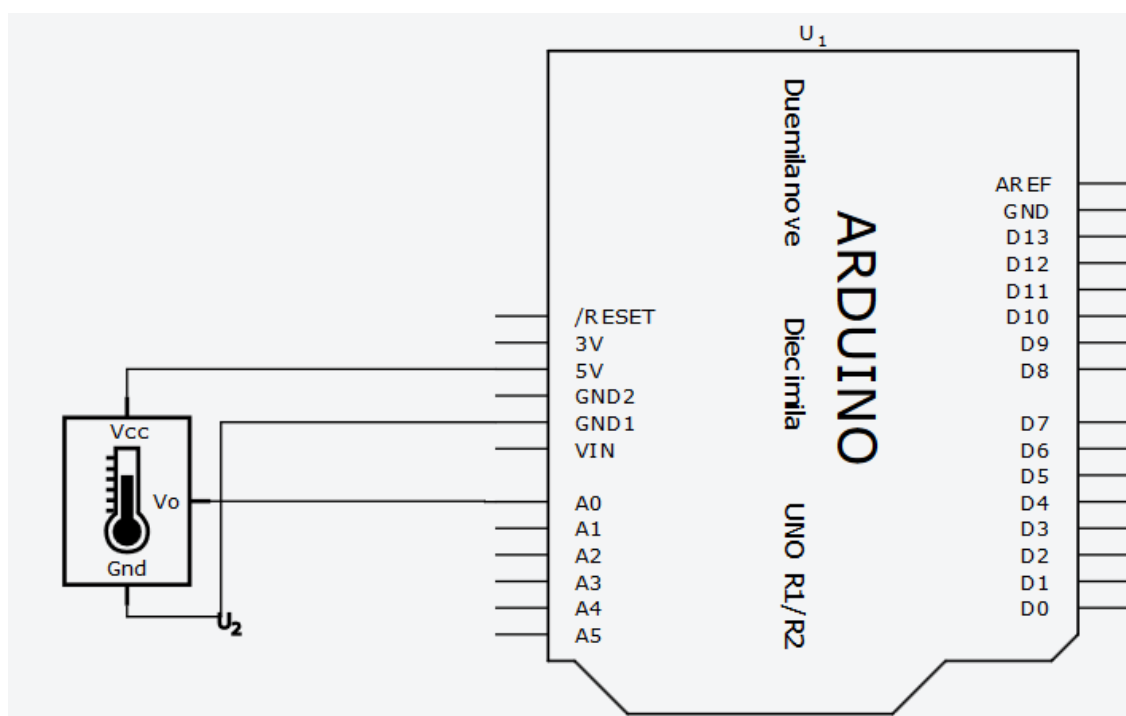 U1
Duemilanove
Diecimila
UNO R1/R2
ARDUINO
/RESET
3V
5V
GND2
GND1
VIN
A0
A1
A2
A3
A4
A5
AREF
GND
D13
D12
D11
D10
D9
D8
D7
D6
D5
D4
D3
D2
D1
D0
Vcc
Vo
Gnd
U2